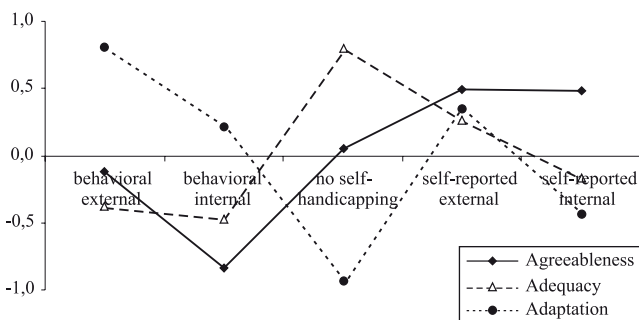 1,0
0,5
0,0
-0,5
-1,0
behavioral external
behavioral internal
no self-handicapping
self-reported external
self-reported internal
Agreeableness
Adequacy
Adaptation